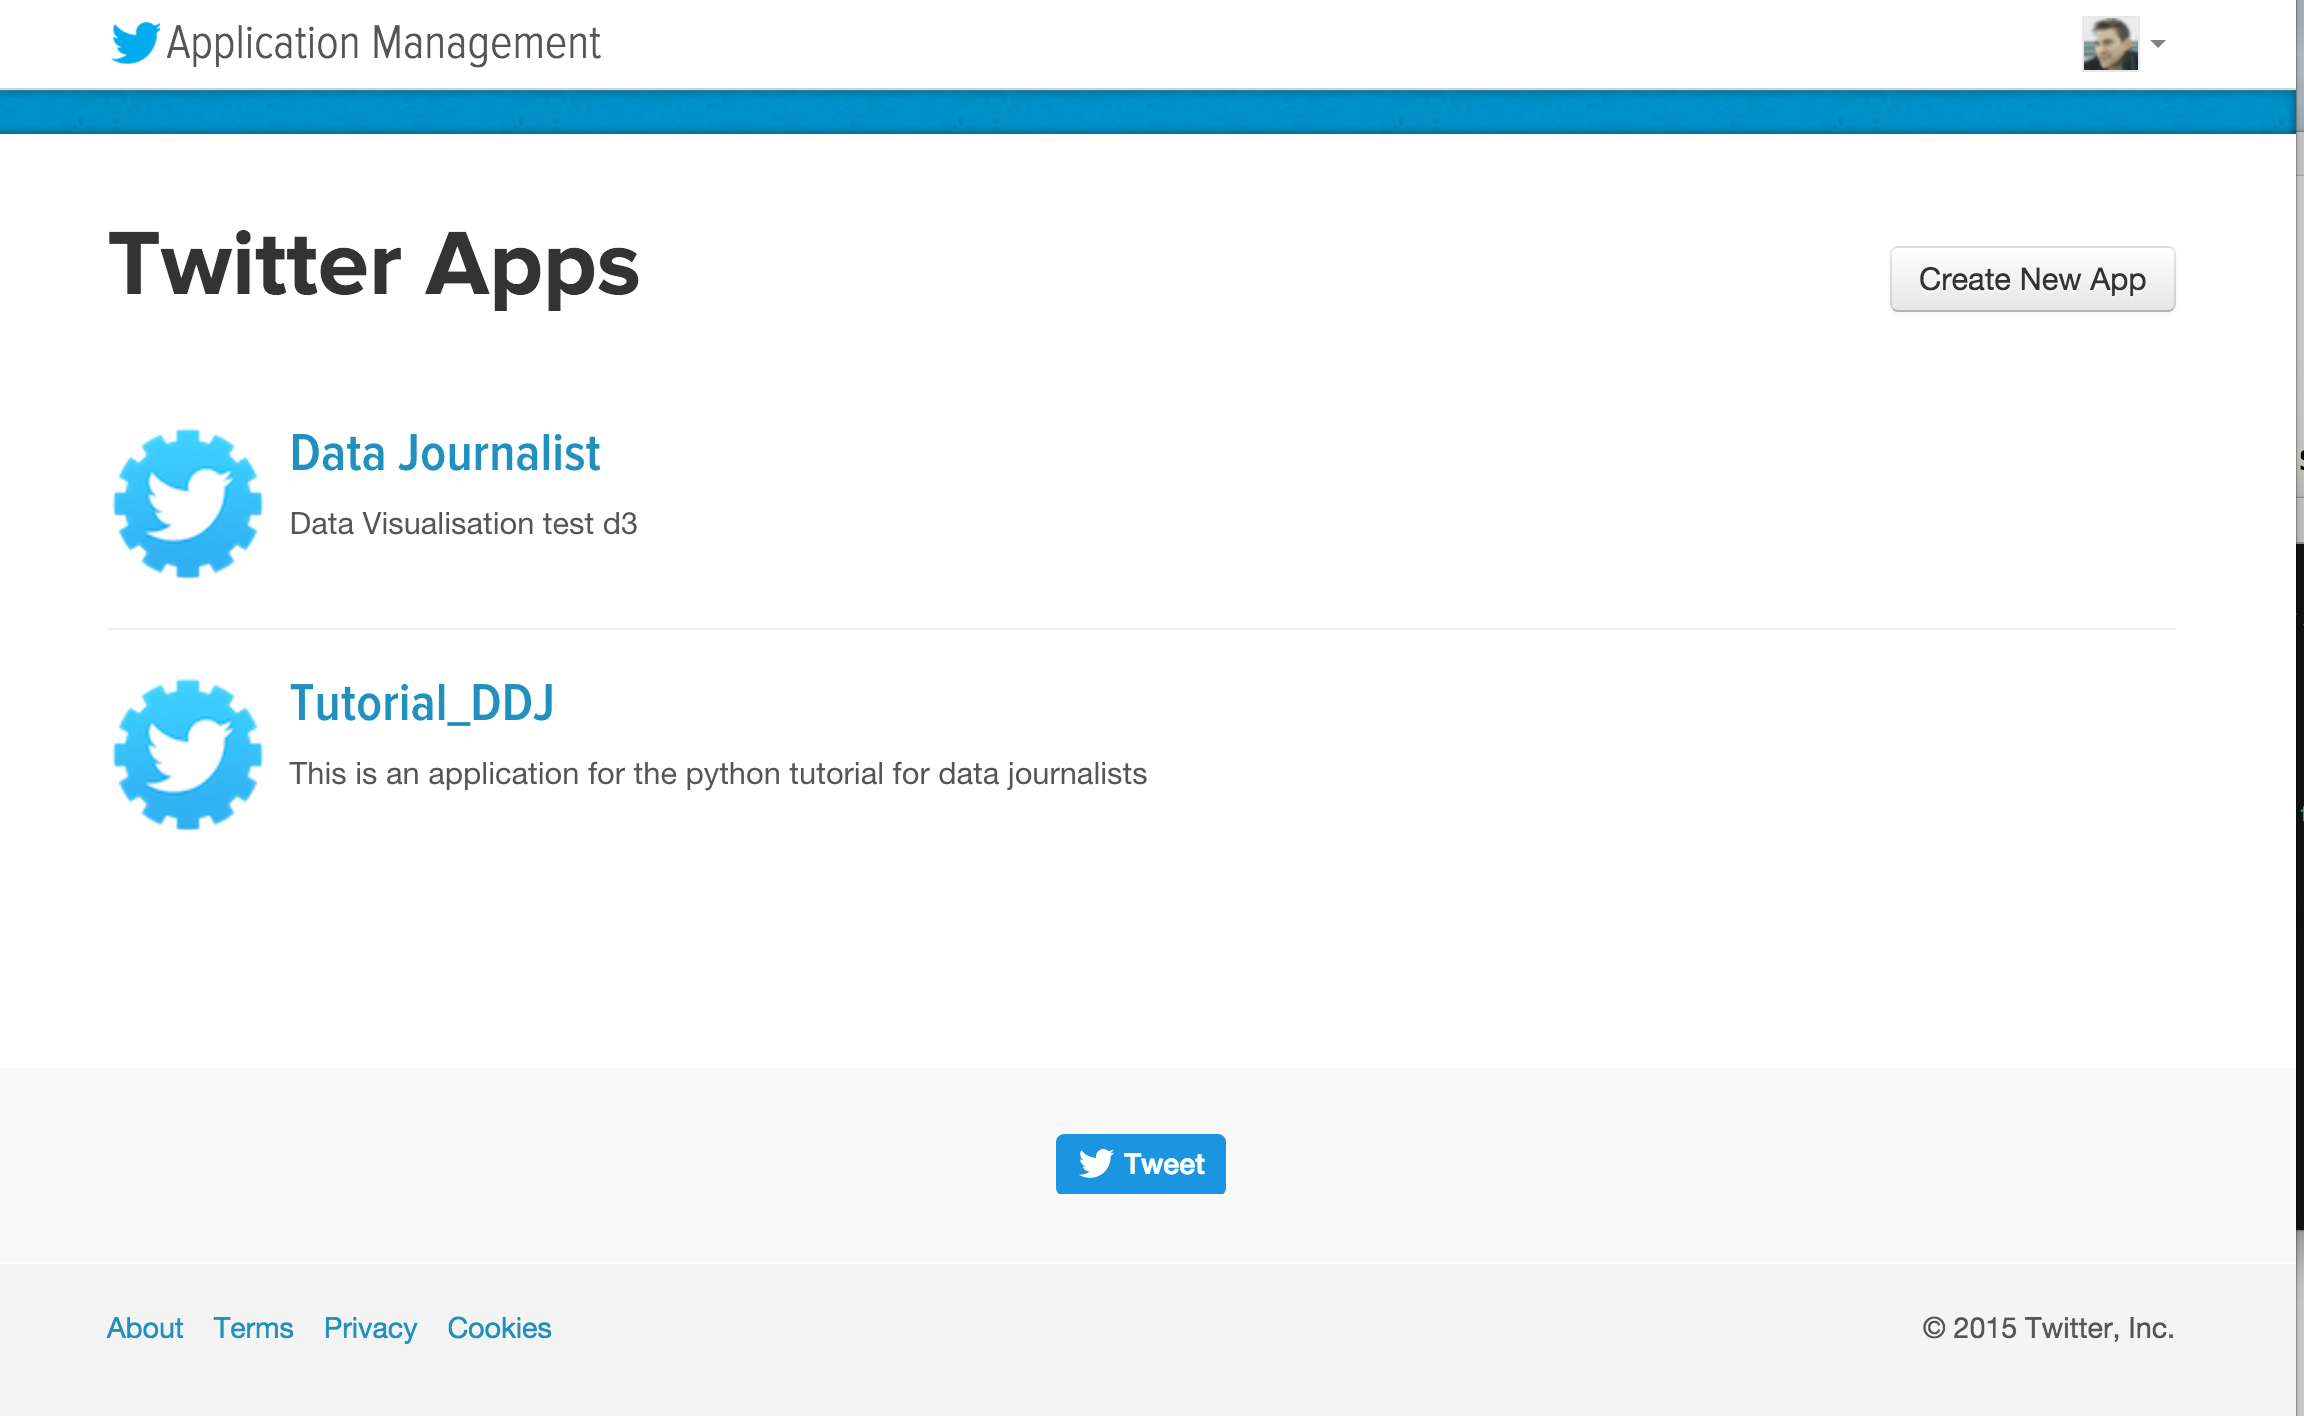 Application Management
Twitter Apps
Create New App
Data Journalist
Data Visualisation test d3
Tutorial_DDJ
This is an application for the python tutorial for data journalists
Tweet
About Terms Privacy Cookies
© 2015 Twitter, Inc.